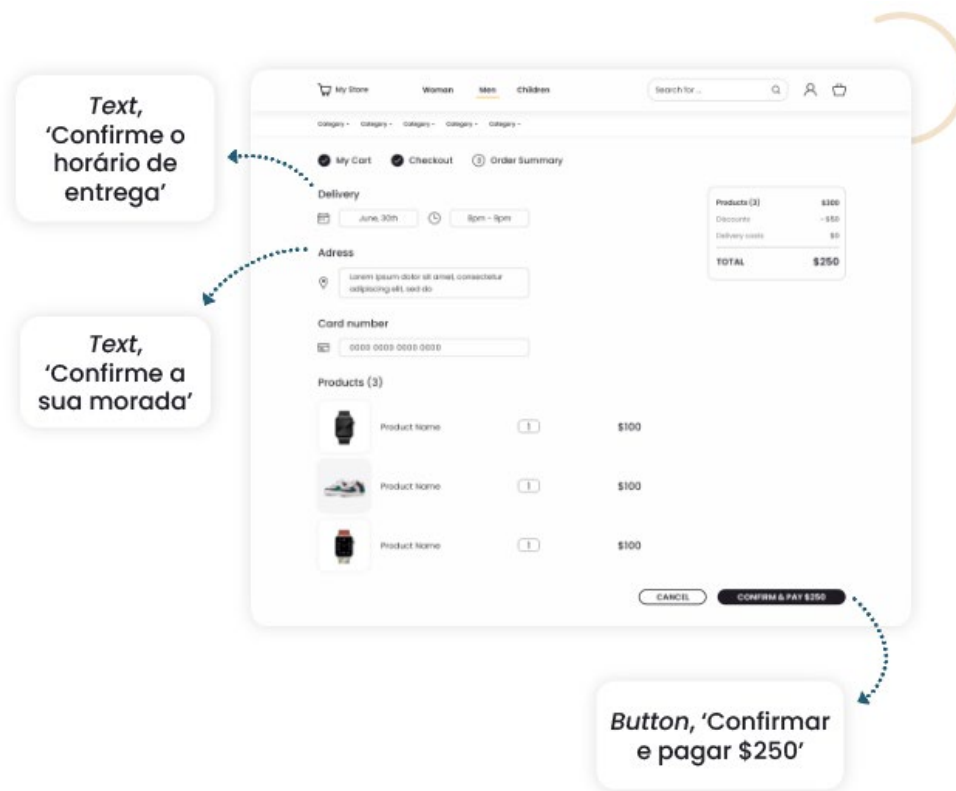 Text,
‘Confirme o
horário de
entrega’
Text,
‘Confirme a
sua morada’
My Store Woman Men Children Search for ...
Category Category Category Category Category
My Cart Checkout 3 Order Summary
Delivery
June, 30th 8pm - 9pm
Adress
Lorem ipsum dolor sit amet, consectetur
adipiscing elit, sed do
Card number
0000 0000 0000 0000
Products (3)
Product Name 1 $100
Product Name 1 $100
Product Name 1 $100
Products (3) $300
Discounts -$50
Delivery costs $0
TOTAL $250
CANCEL CONFIRM & PAY $250
Button, ‘Confirmar
e pagar $250’